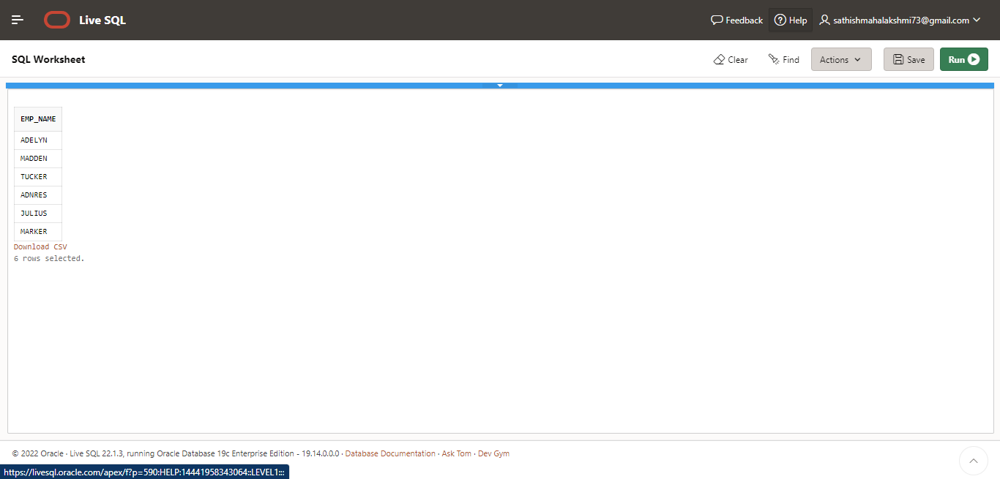 Live SQL
Feedback
Help
sathishmahalakshmi73@gmail.com
SQL Worksheet
Clear
Find
Actions
Save
Run
EMP_NAME
ADELYN
MADDEN
TUCKER
ADNRES
JULIUS
MARKER
Download CSV
6 rows selected.
© 2022 Oracle · Live SQL 22.1.3, running Oracle Database 19c Enterprise Edition - 19.14.0.0.0 · Database Documentation · Ask Tom · Dev Gym
https://livesql.oracle.com/apex/f?p=590:HELP:14441958343064::LEVEL1:::